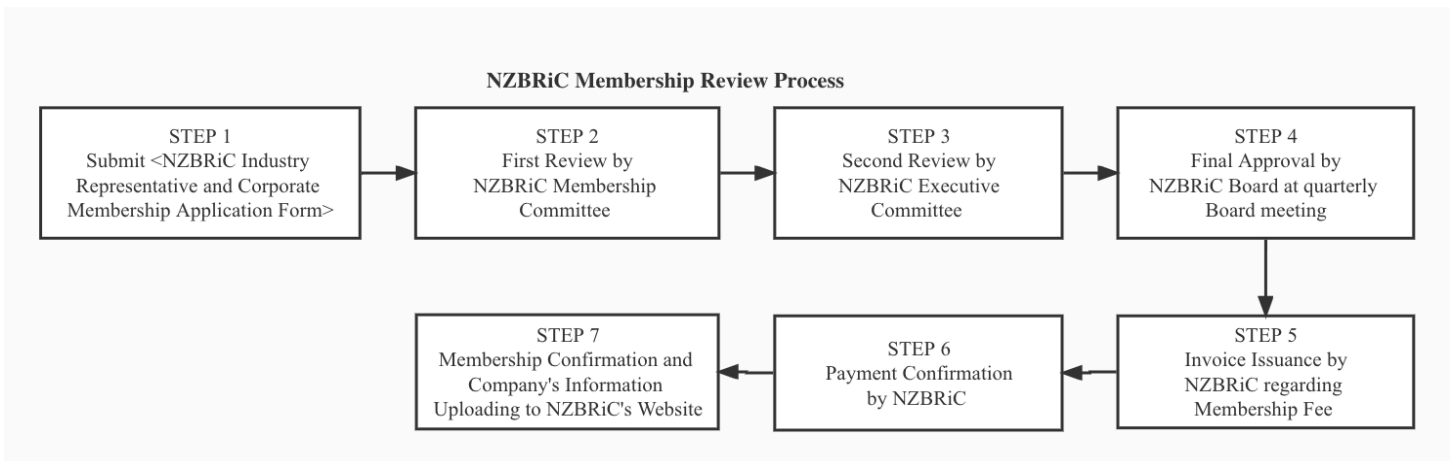 NZBRiC Membership Review Process
STEP 1
Submit <NZBRiC Industry
Representative and Corporate
Membership Application Form>
STEP 2
First Review by
NZBRiC Membership
Committee
STEP 3
Second Review by
NZBRiC Executive
Committee
STEP 4
Final Approval by
NZBRiC Board at quarterly
Board meeting
STEP 5
Invoice Issuance by
NZBRiC regarding
Membership Fee
STEP 6
Payment Confirmation
by NZBRiC
STEP 7
Membership Confirmation and
Company's Information
Uploading to NZBRiC's Website